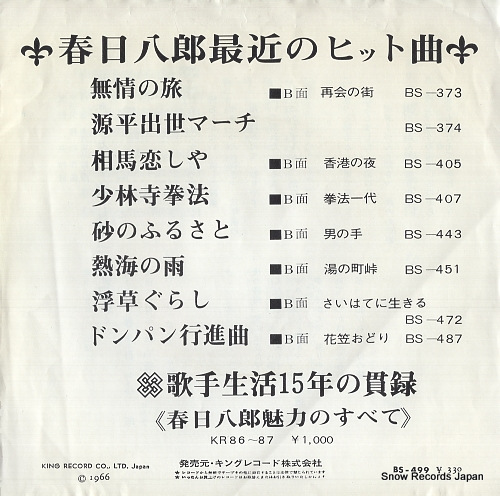 春日八郎最近のヒット曲
無情の旅 ■B面 再会の街 BS-373
源平出世マーチ BS-374
相馬恋しや ■B面 香港の夜 BS-405
少林寺拳法 ■B面 拳法一代 BS-407
砂のふるさと ■B面 男の手 BS-443
熱海の雨 ■B面 湯の町峠 BS-451
浮草ぐらし ■B面 さいはてに生きる
BS-472
ドンパン行進曲 ■B面 花笠おどり BS-487
歌手生活15年の貫録
《春日八郎魅力のすべて》
KR86~87 ¥1,000
KING RECORD CO., LTD. Japan
© 1966
発売元・キングレコード株式会社
BS-499 ¥330
Snow Records Japan